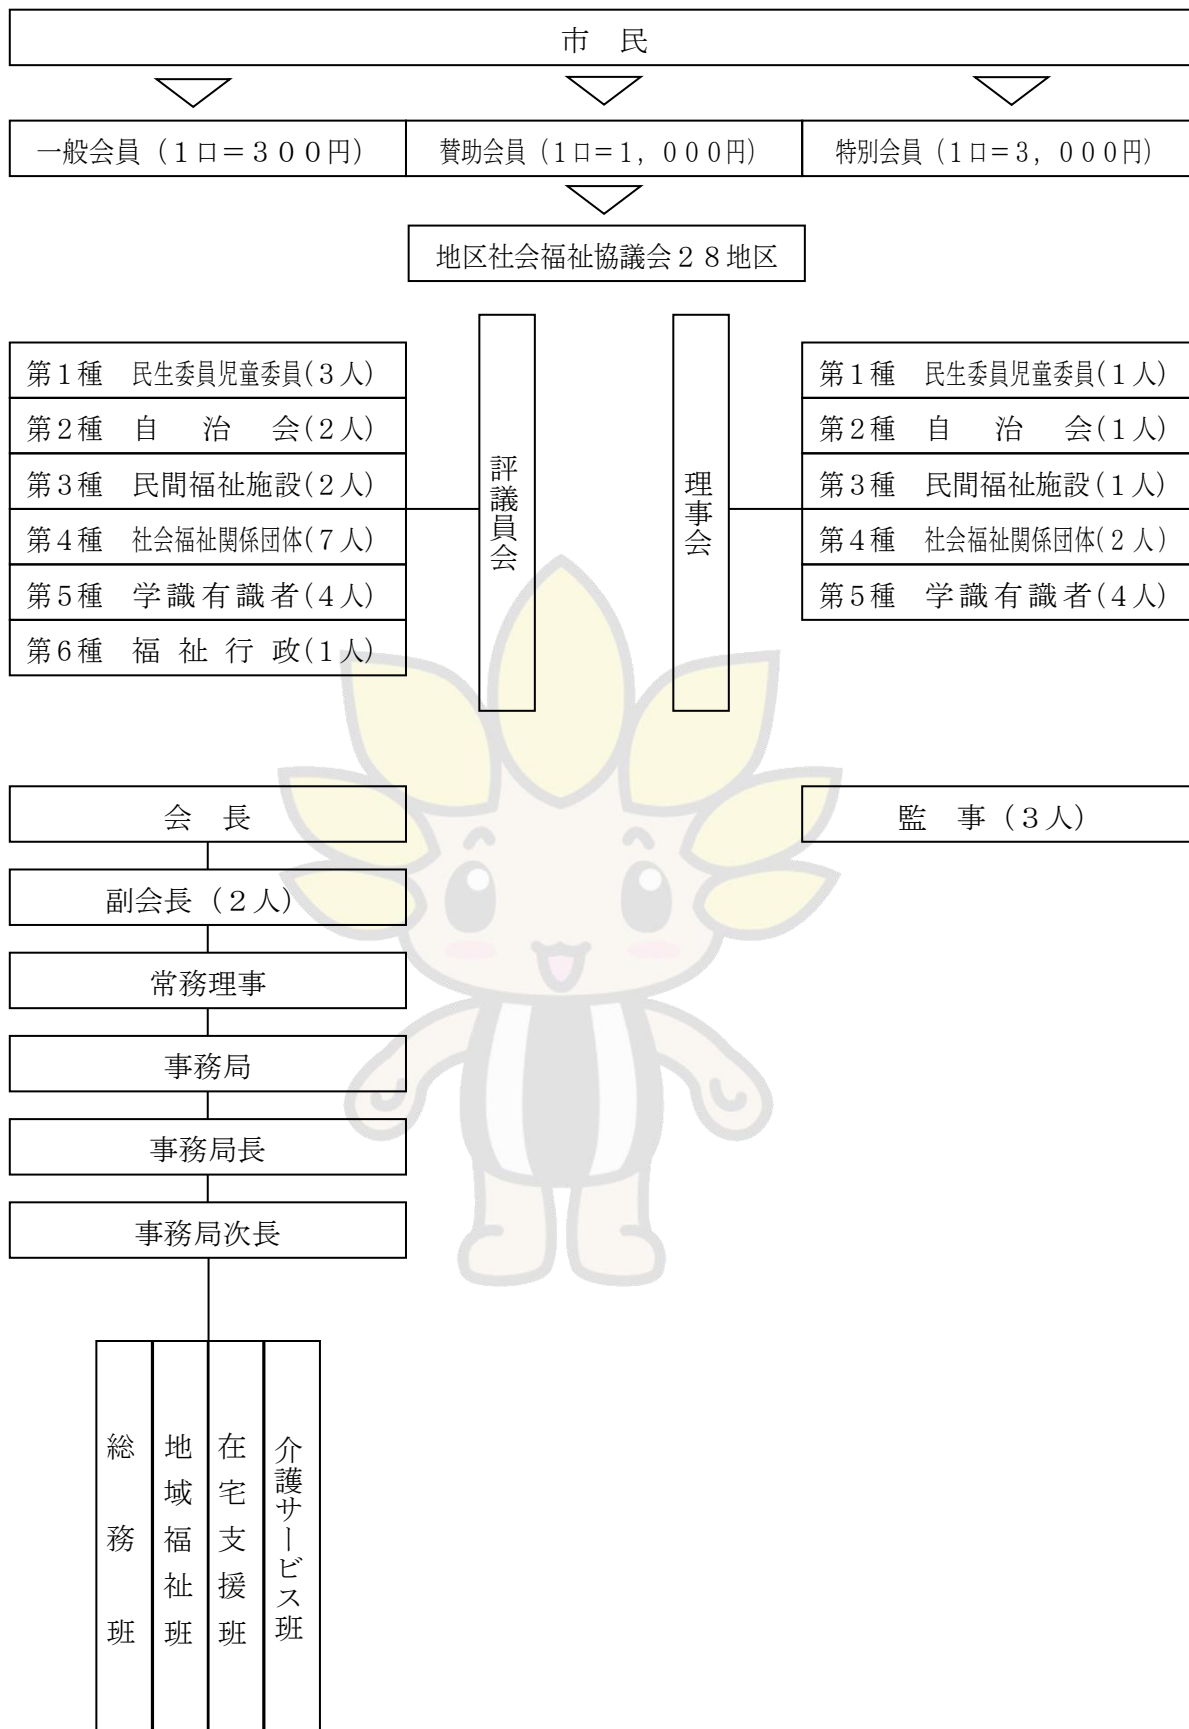 市　民
一般会員（１口＝３００円）
賛助会員（１口＝１，０００円）
特別会員（１口＝３，０００円）
地区社会福祉協議会２８地区
第１種　民生委員児童委員(３人)
第２種　自　治　会(２人)
第３種　民間福祉施設(２人)
第４種　社会福祉関係団体(７人)
第５種　学識有識者(４人)
第６種　福祉行政(１人)
評議員会
理事会
第１種　民生委員児童委員(１人)
第２種　自　治　会(１人)
第３種　民間福祉施設(１人)
第４種　社会福祉関係団体(２人)
第５種　学識有識者(４人)
会　長
監　事（３人）
副会長（２人）
常務理事
事務局
事務局長
事務局次長
総務班
地域福祉班
在宅支援班
介護サービス班